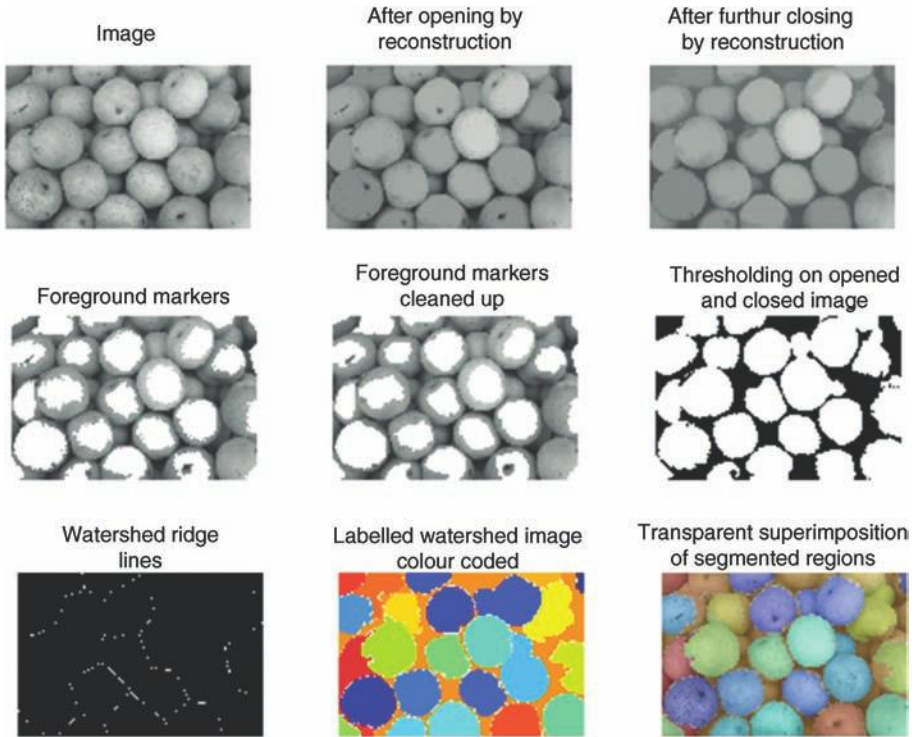 Image
After opening by
reconstruction
After furthur closing
by reconstruction
Foreground markers
Foreground markers
cleaned up
Thresholding on opened
and closed image
Watershed ridge
lines
Labelled watershed image
colour coded
Transparent superimposition
of segmented regions